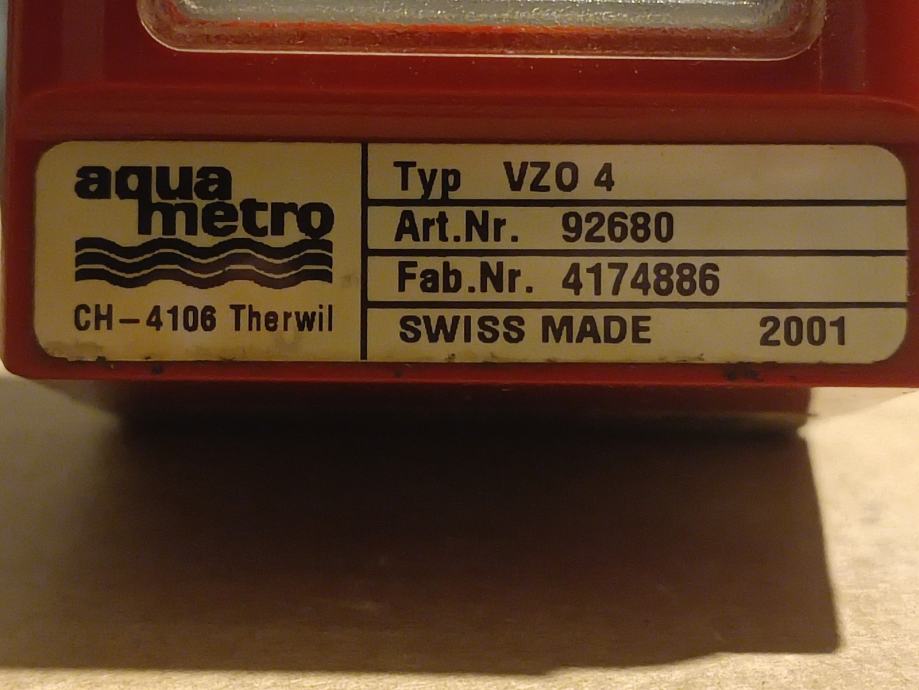 aqua
metro
CH-4106 Therwil
Typ VZO 4
Art.Nr. 92680
Fab.Nr. 4174886
SWISS MADE 2001